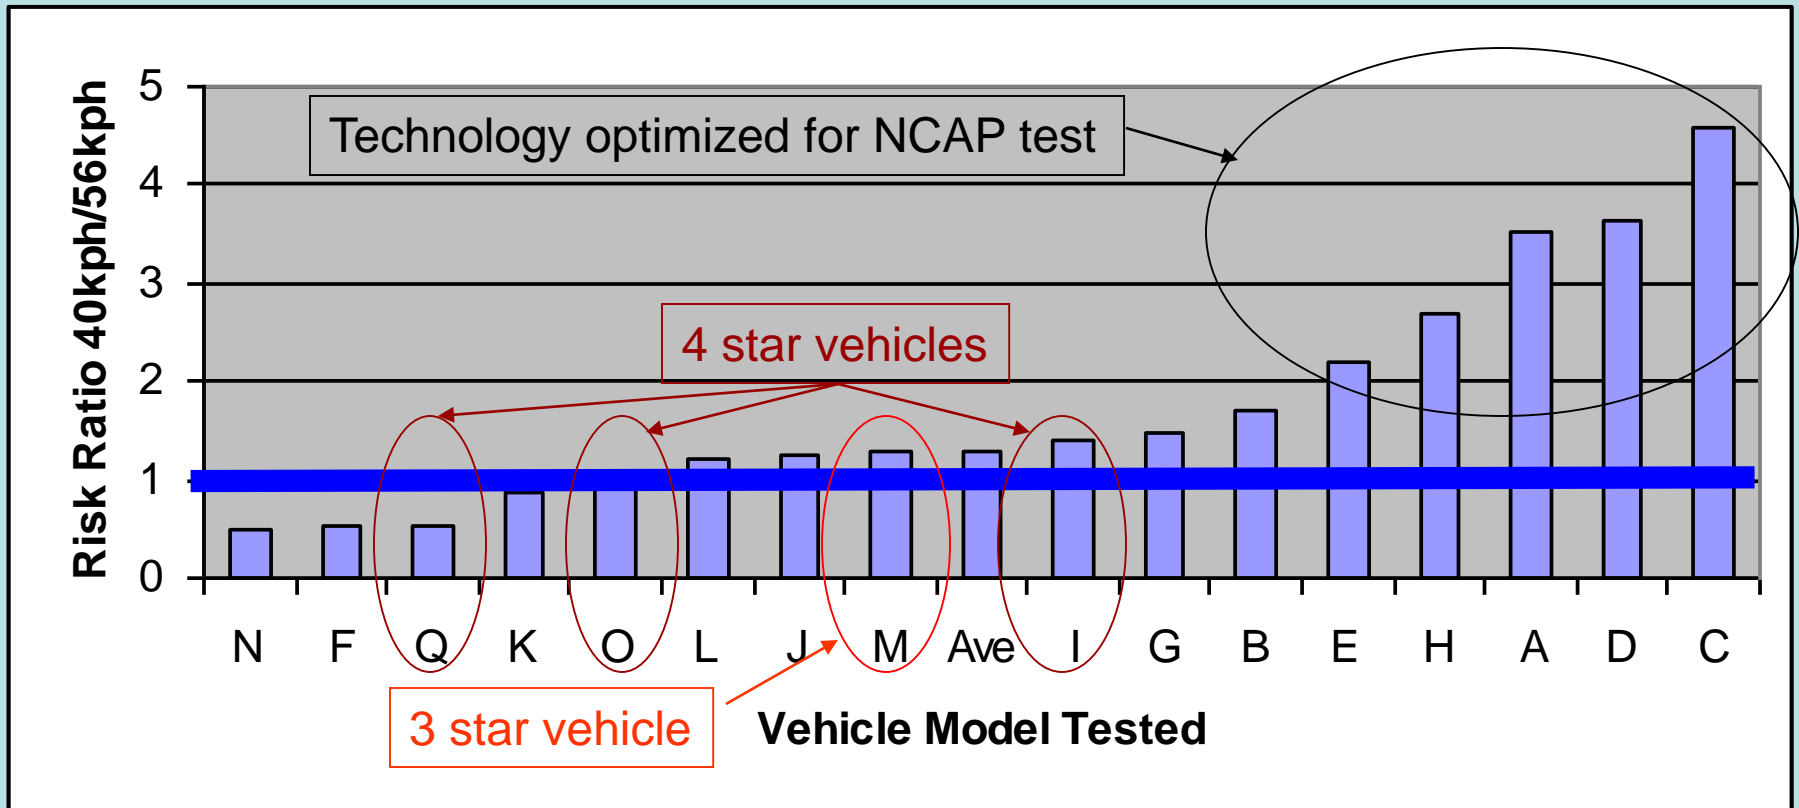 Risk Ratio 40kph/56kph
5
4
3
2
1
0
Technology optimized for NCAP test
4 star vehicles
N F Q K O L J M Ave I G B E H A D C
3 star vehicle
Vehicle Model Tested